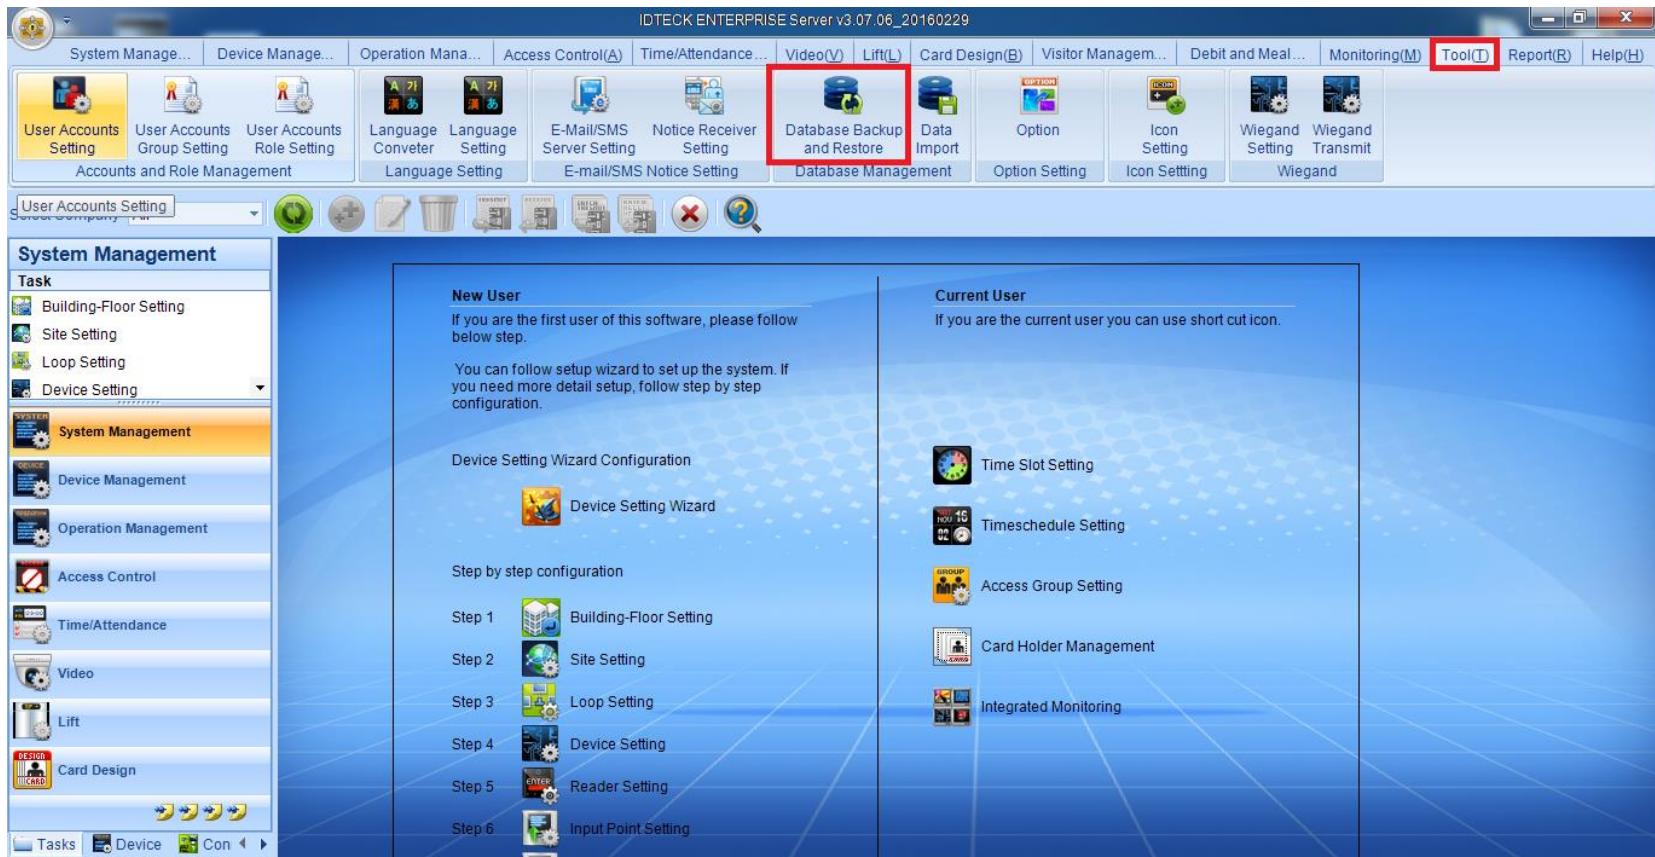 IDTECK ENTERPRISE Server v3.07.06_20160229
System Manage...
Device Manage...
Operation Mana...
Access Control(A)
Time/Attendance...
Video(V)
Lift(L)
Card Design(B)
Visitor Managem...
Debit and Meal...
Monitoring(M)
Tool(T)
Report(R)
Help(H)
User Accounts
Setting
User Accounts
Group Setting
User Accounts
Role Setting
Accounts and Role Management
Language
Conveter
Language
Setting
Language Setting
E-Mail/SMS
Server Setting
Notice Receiver
Setting
E-mail/SMS Notice Setting
Database Backup
and Restore
Data
Import
Database Management
OPTION
Option
Option Setting
ICON
Icon
Setting
Icon Settting
Wiegand
Setting
Wiegand
Transmit
Wiegand
User Accounts Setting
System Management
Task
Building-Floor Setting
Site Setting
Loop Setting
Device Setting
System Management
Device Management
Operation Management
Access Control
Time/Attendance
Video
Lift
Card Design
Tasks
Device
Con
New User
If you are the first user of this software, please follow
below step.
You can follow setup wizard to set up the system. If
you need more detail setup, follow step by step
configuration.
Device Setting Wizard Configuration
Device Setting Wizard
Step by step configuration
Step 1 Building-Floor Setting
Step 2 Site Setting
Step 3 Loop Setting
Step 4 Device Setting
Step 5 Reader Setting
Step 6 Input Point Setting
Current User
If you are the current user you can use short cut icon.
Time Slot Setting
Timeschedule Setting
Access Group Setting
Card Holder Management
Integrated Monitoring